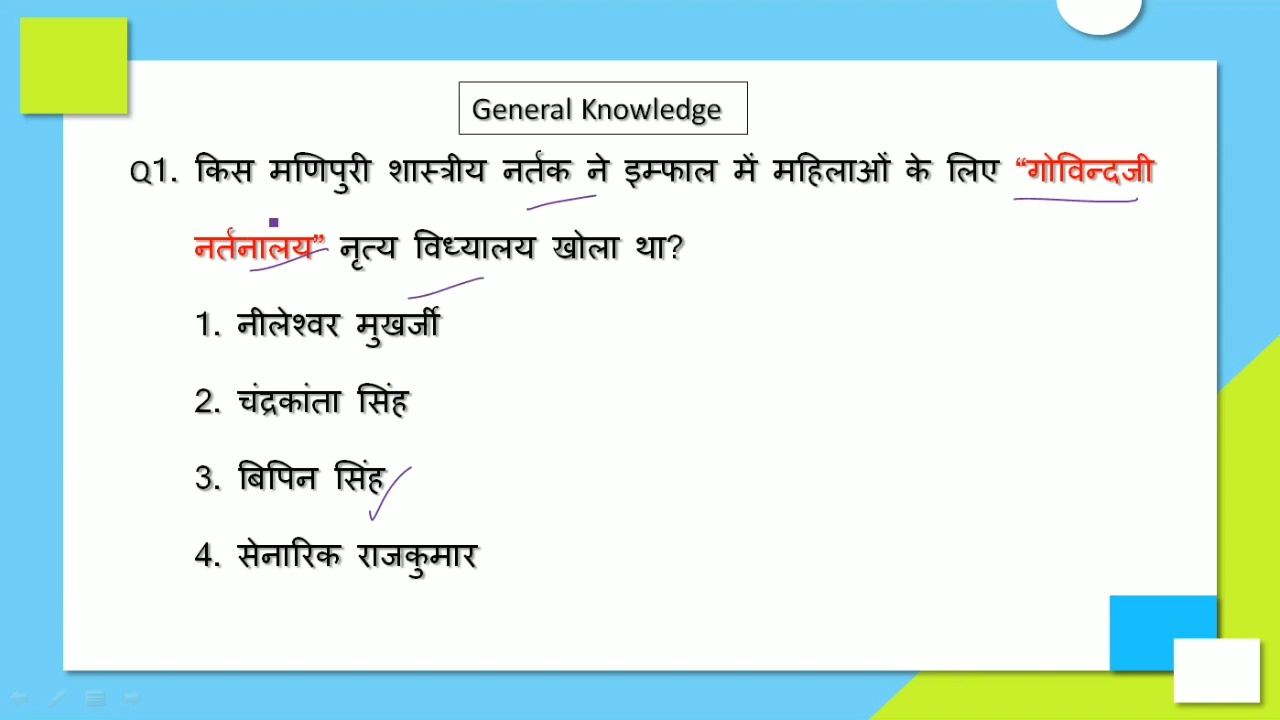 General Knowledge
Q1. किस मणिपुरी शास्त्रीय नर्तक ने इम्फाल में महिलाओं के लिए “गोविन्दजी
नर्तनालय” नृत्य विध्यालय खोला था?
1. नीलेश्वर मुखर्जी
2. चंद्रकांता सिंह
3. बिपिन सिंह
4. सेनारिक राजकुमार